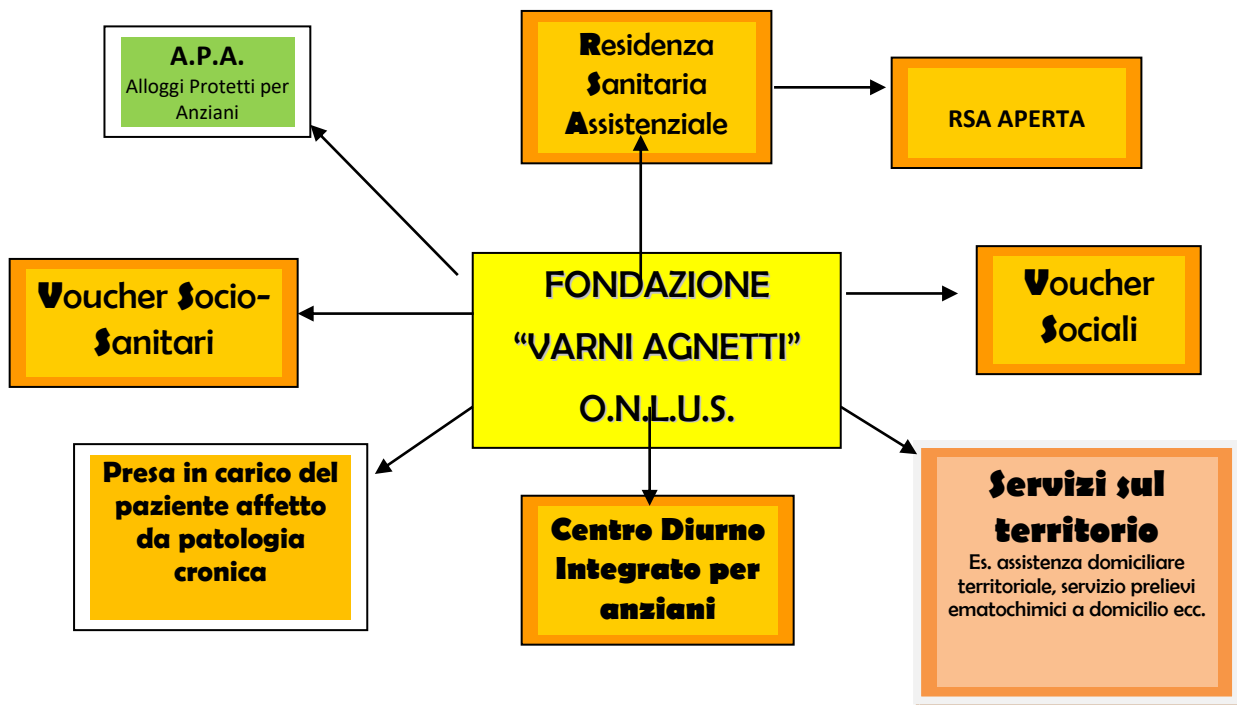 A.P.A.
Alloggi Protetti per
Anziani
Residenza
Sanitaria
Assistenziale
RSA APERTA
Voucher Socio-
Sanitari
FONDAZIONE
“VARNI AGNETTI”
O.N.L.U.S.
Voucher
Sociali
Presa in carico del
paziente affetto
da patologia
cronica
Centro Diurno
Integrato per
anziani
Servizi sul
territorio
Es. assistenza domiciliare
territoriale, servizio prelievi
ematochimici a domicilio ecc.